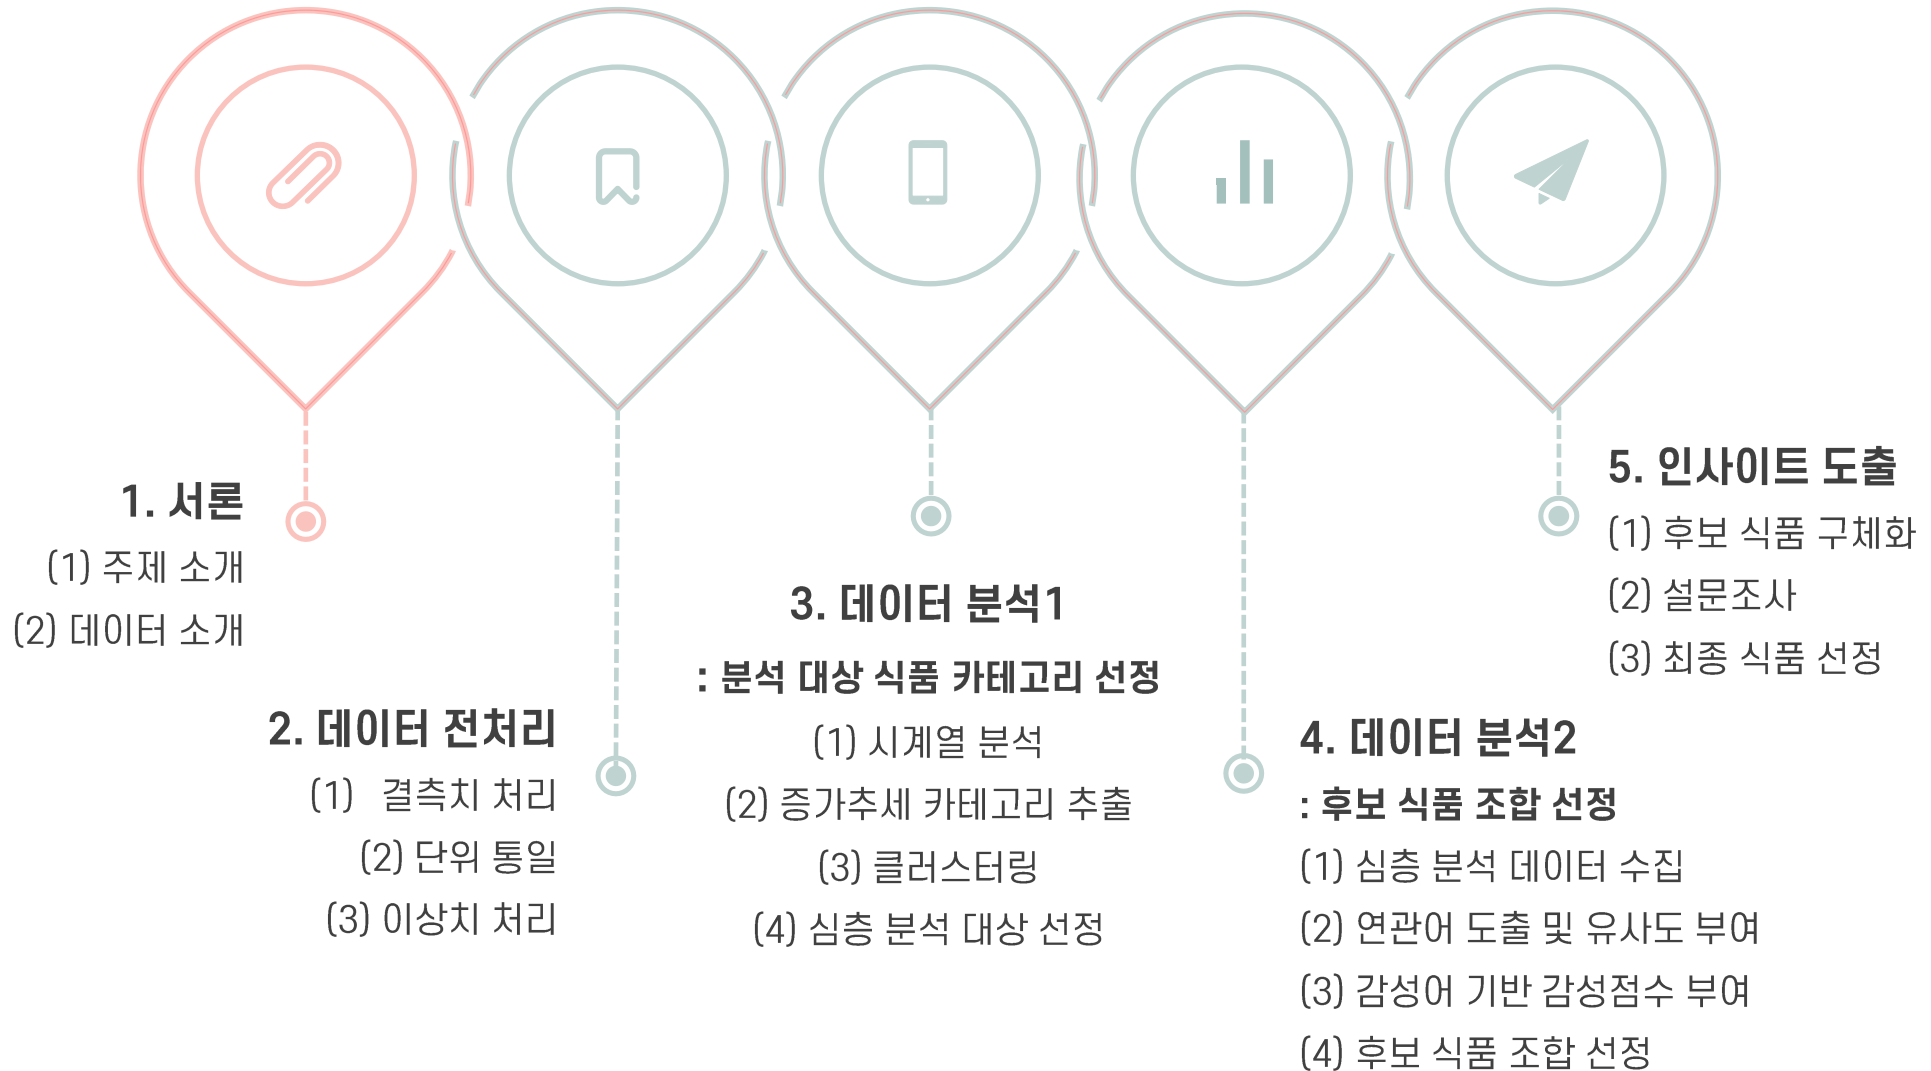 1. 서론
(1) 주제 소개
(2) 데이터 소개
2. 데이터 전처리
(1) 결측치 처리
(2) 단위 통일
(3) 이상치 처리
3. 데이터 분석1
: 분석 대상 식품 카테고리 선정
(1) 시계열 분석
(2) 증가추세 카테고리 추출
(3) 클러스터링
(4) 심층 분석 대상 선정
4. 데이터 분석2
: 후보 식품 조합 선정
(1) 심층 분석 데이터 수집
(2) 연관어 도출 및 유사도 부여
(3) 감성어 기반 감성점수 부여
(4) 후보 식품 조합 선정
5. 인사이트 도출
(1) 후보 식품 구체화
(2) 설문조사
(3) 최종 식품 선정